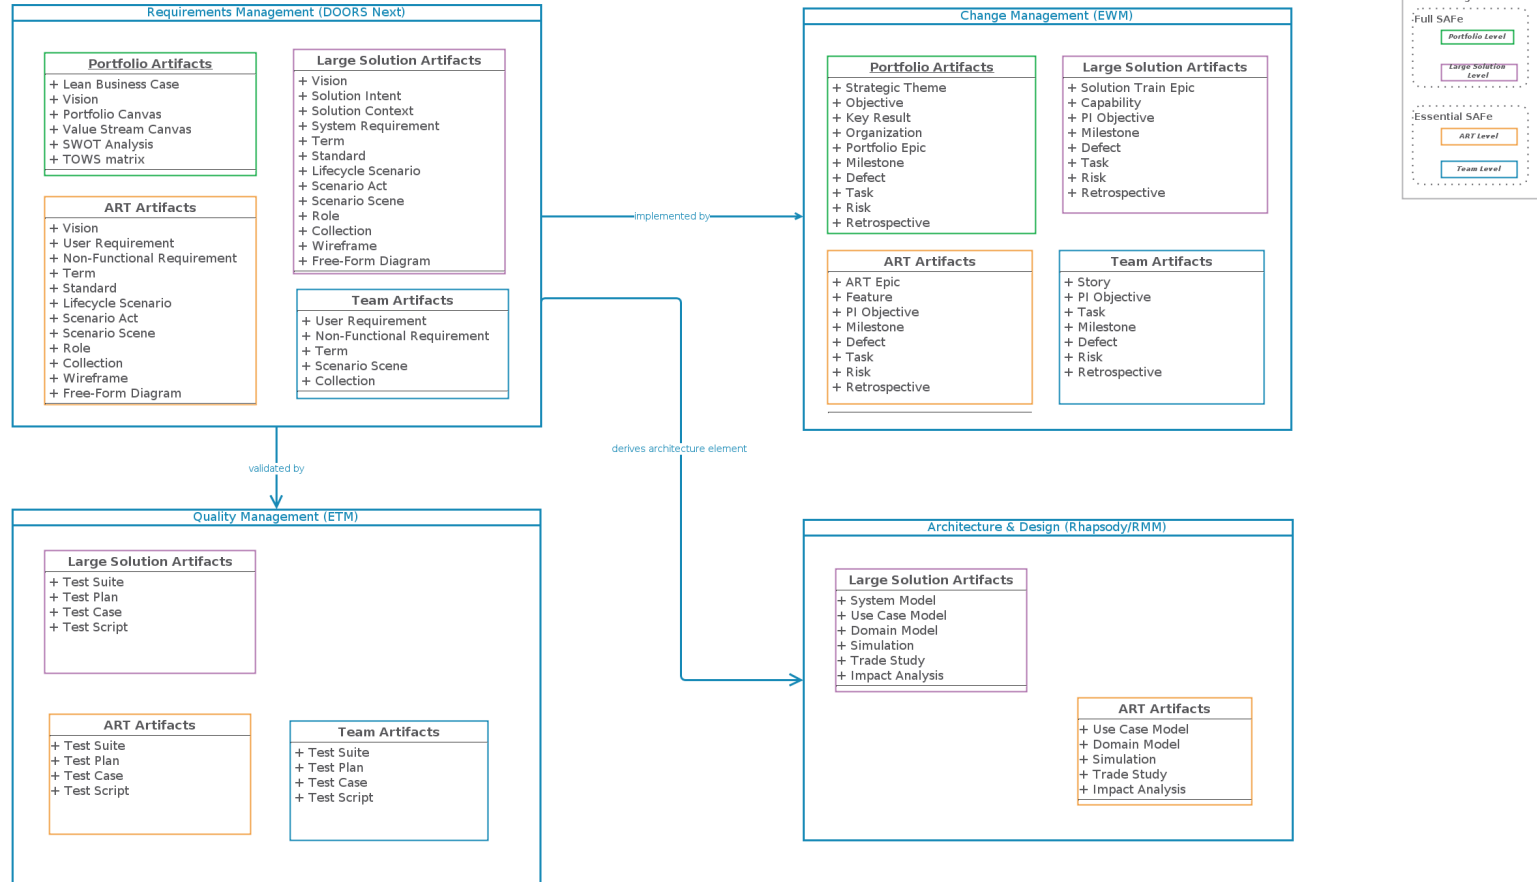 Requirements Management (DOORS Next)
Portfolio Artifacts
+ Lean Business Case
+ Vision
+ Portfolio Canvas
+ Value Stream Canvas
+ SWOT Analysis
+ TOWS matrix
Large Solution Artifacts
+ Vision
+ Solution Intent
+ Solution Context
+ System Requirement
+ Term
+ Standard
+ Lifecycle Scenario
+ Scenario Act
+ Scenario Scene
+ Role
+ Collection
+ Wireframe
+ Free-Form Diagram
ART Artifacts
+ Vision
+ User Requirement
+ Non-Functional Requirement
+ Term
+ Standard
+ Lifecycle Scenario
+ Scenario Act
+ Scenario Scene
+ Role
+ Collection
+ Wireframe
+ Free-Form Diagram
Team Artifacts
+ User Requirement
+ Non-Functional Requirement
+ Term
+ Scenario Scene
+ Collection
implemented by
Change Management (EWM)
Portfolio Artifacts
+ Strategic Theme
+ Objective
+ Key Result
+ Organization
+ Portfolio Epic
+ Milestone
+ Defect
+ Task
+ Risk
+ Retrospective
Large Solution Artifacts
+ Solution Train Epic
+ Capability
+ PI Objective
+ Milestone
+ Defect
+ Task
+ Risk
+ Retrospective
ART Artifacts
+ ART Epic
+ Feature
+ PI Objective
+ Milestone
+ Defect
+ Task
+ Risk
+ Retrospective
Team Artifacts
+ Story
+ PI Objective
+ Task
+ Milestone
+ Defect
+ Risk
+ Retrospective
Full SAFe
Portfolio Level
Large Solution
Level
Essential SAFe
ART Level
Team Level
derives architecture element
validated by
Quality Management (ETM)
Large Solution Artifacts
+ Test Suite
+ Test Plan
+ Test Case
+ Test Script
ART Artifacts
+ Test Suite
+ Test Plan
+ Test Case
+ Test Script
Team Artifacts
+ Test Suite
+ Test Plan
+ Test Case
+ Test Script
Architecture & Design (Rhapsody/RMM)
Large Solution Artifacts
+ System Model
+ Use Case Model
+ Domain Model
+ Simulation
+ Trade Study
+ Impact Analysis
ART Artifacts
+ Use Case Model
+ Domain Model
+ Simulation
+ Trade Study
+ Impact Analysis